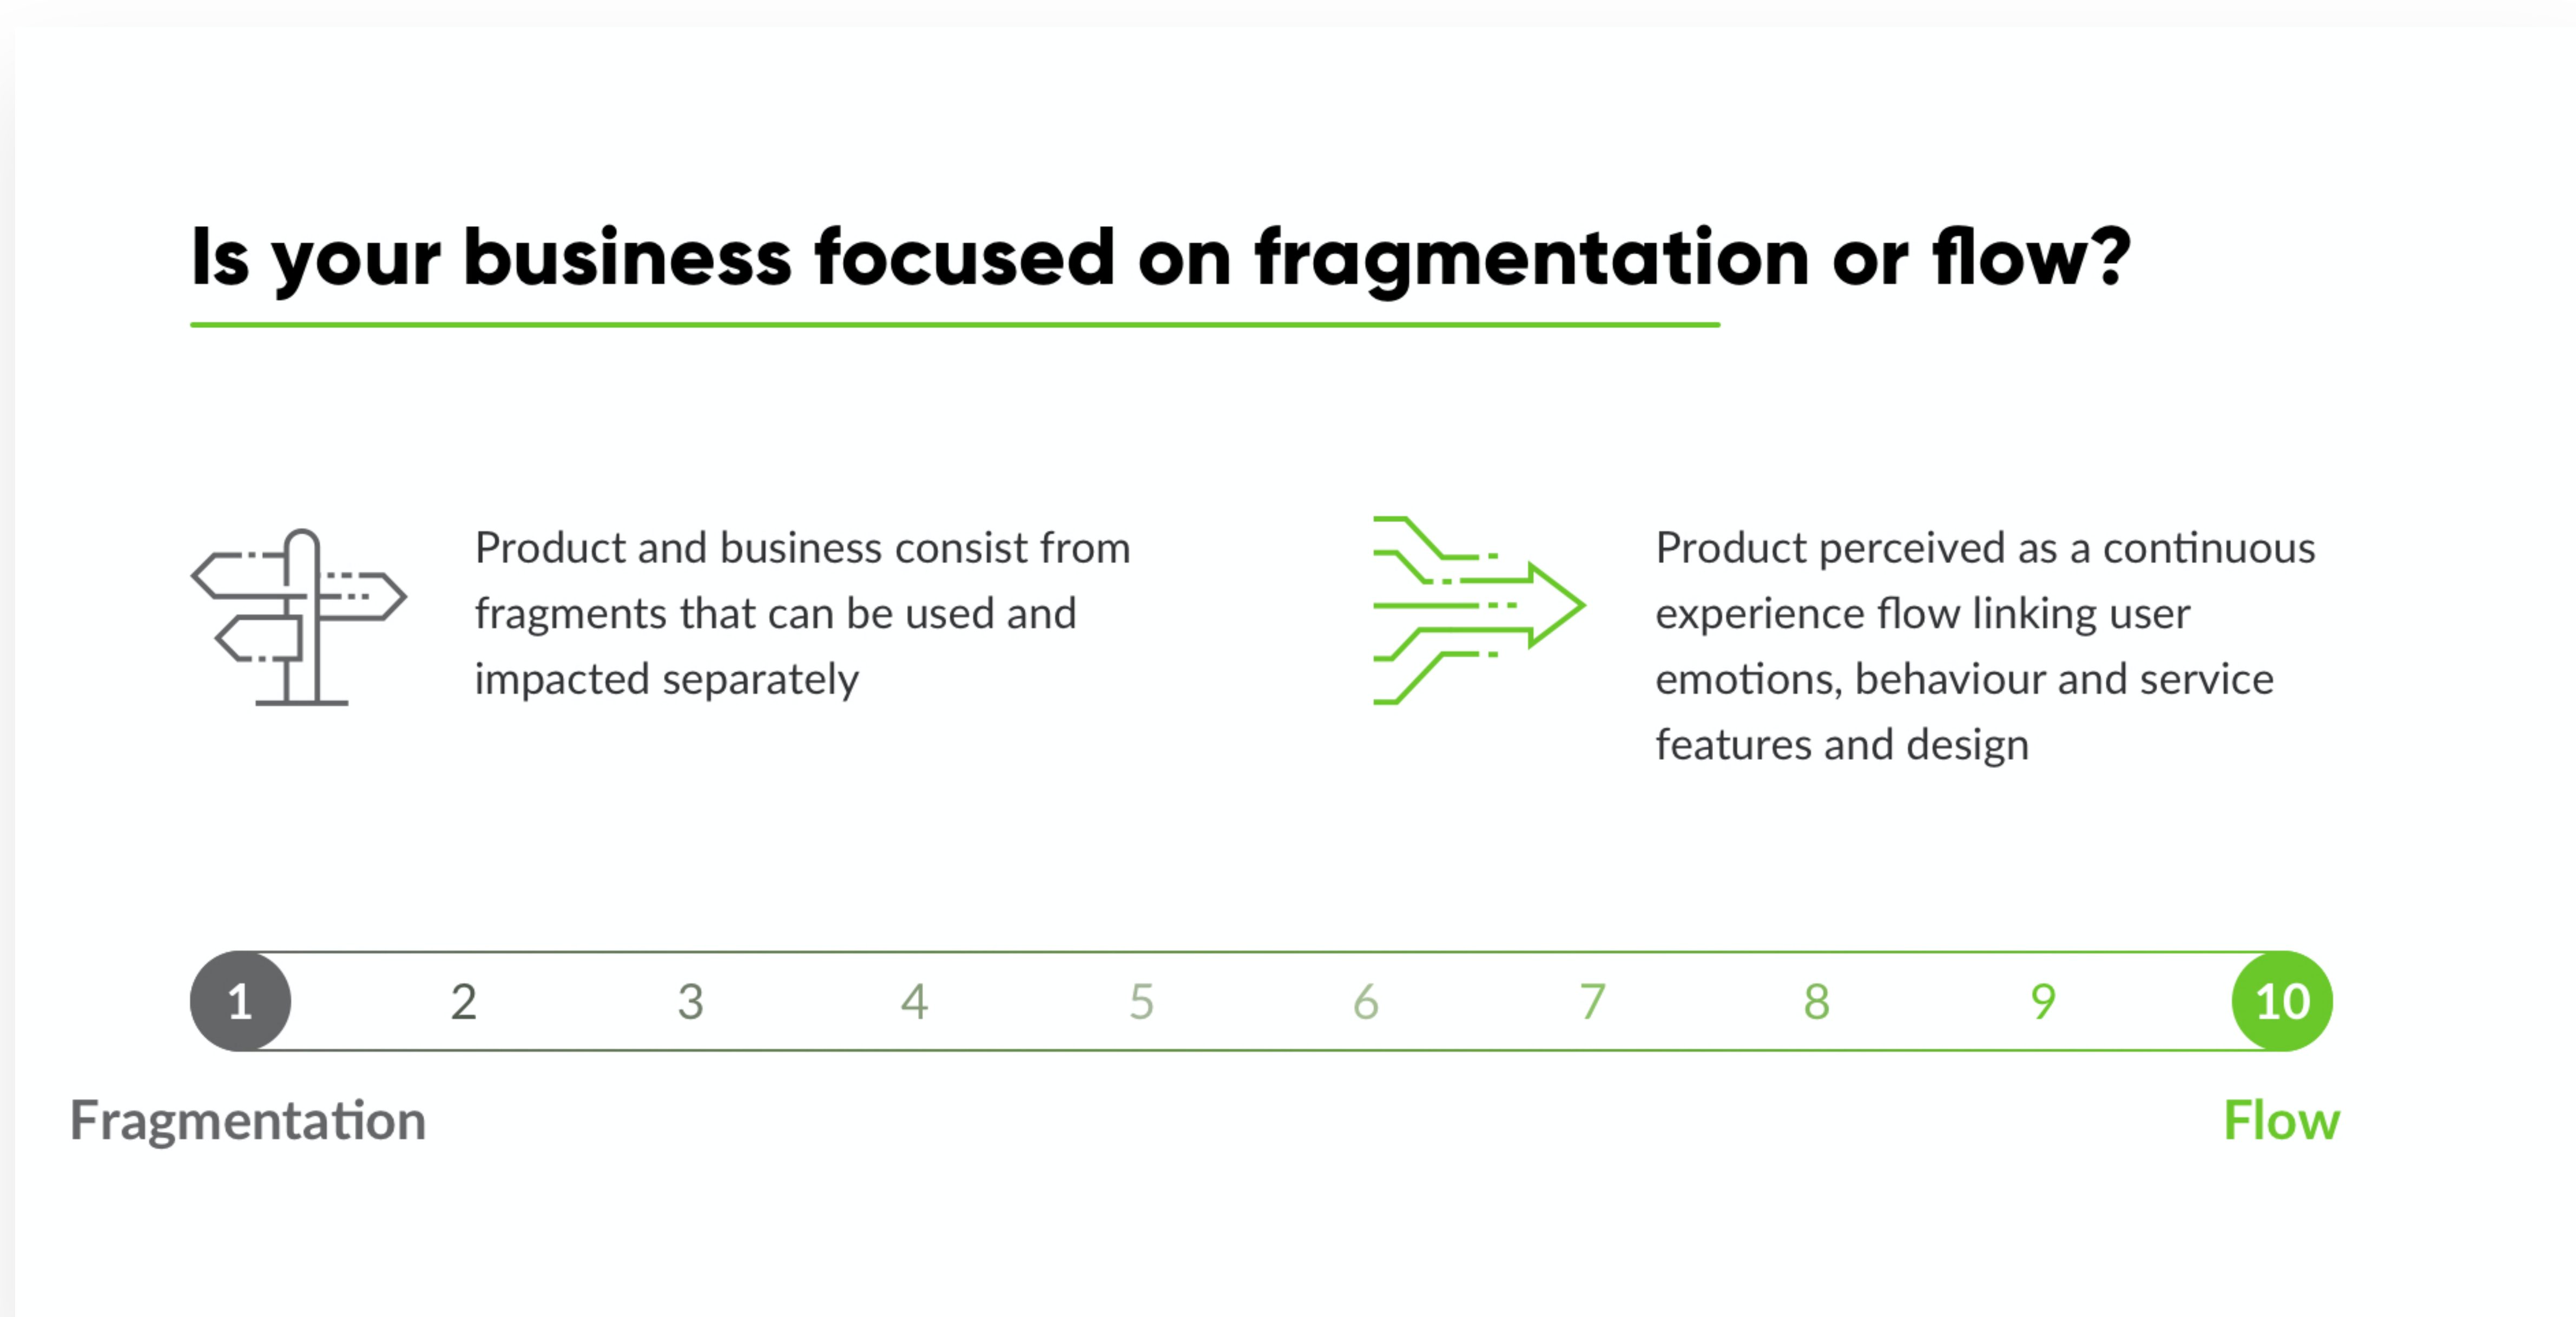 Is your business focused on fragmentation or flow?
Product and business consist from
fragments that can be used and
impacted separately
Product perceived as a continuous
experience flow linking user
emotions, behaviour and service
features and design
1 2 3 4 5 6 7 8 9 10
Fragmentation
Flow